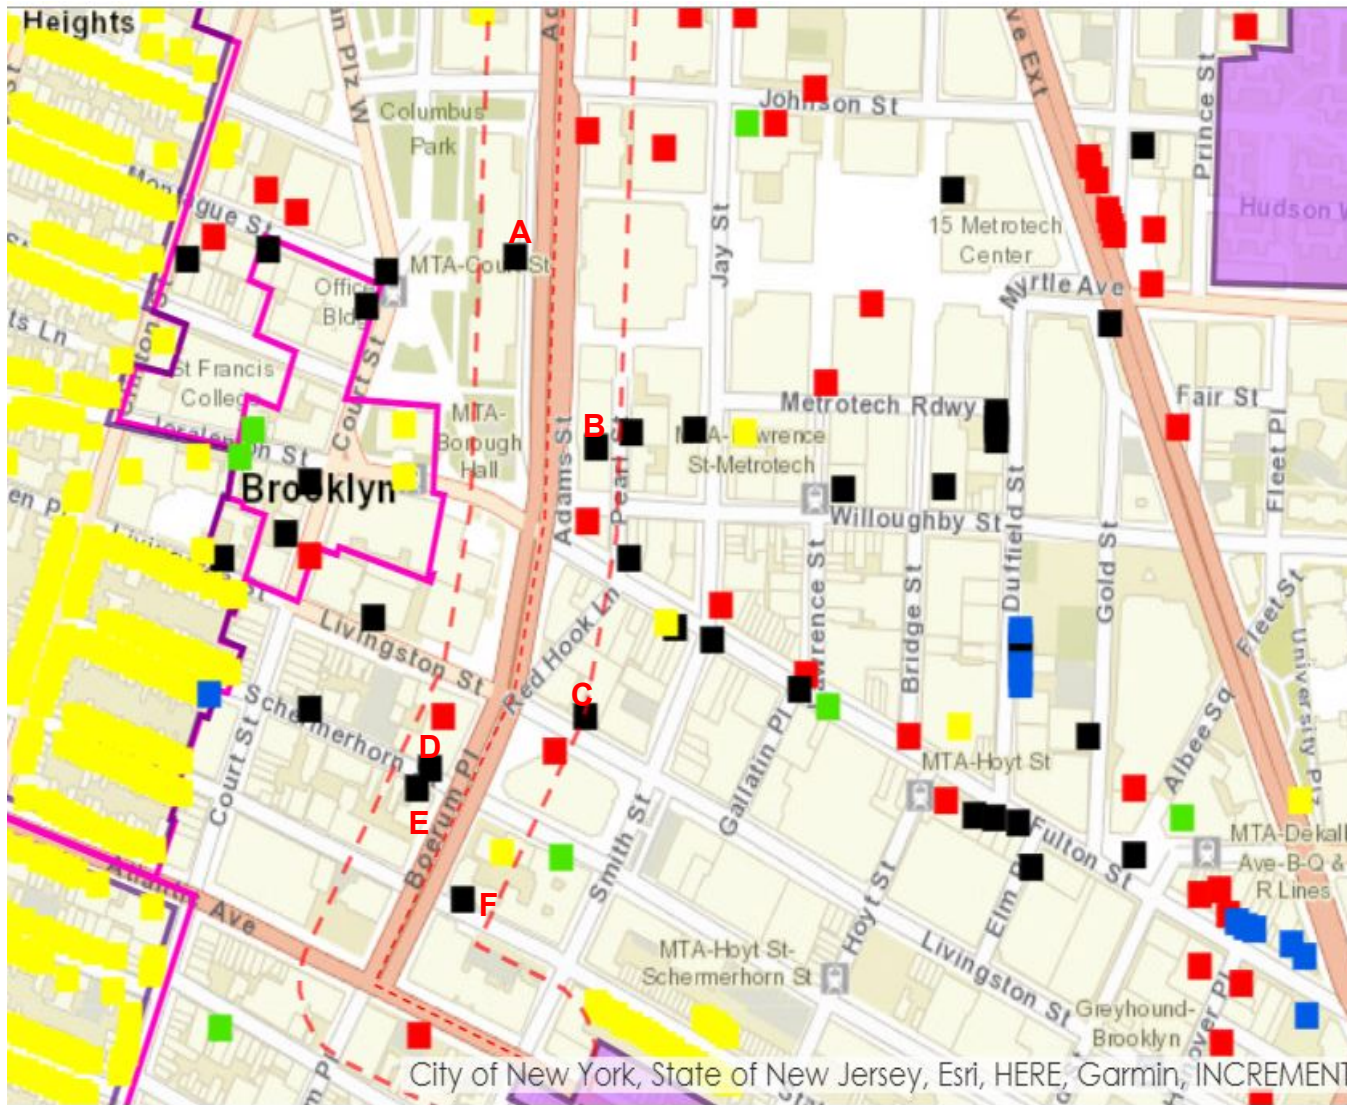 Heights
Columbus
Park
Johnson St
Prince St
Hudson
15 Metrotech
Center
Jay St
A
MTA-Court St
Office
Bldg
Court St
Myrtle Ave
St Francis
College
Metrotech Rdwy
Fair St
Fleet Pl
MTA-
Borough
Hall
Adams St
B
Pearl St
St-Metrotech
Brooklyn
Willoughby St
Duffield St
Gold St
Lawrence St
Bridge St
Fleet St
Red Hook Ln
Livingston St
University Plz
C
Schermerhorn
D
E
Court St
Boerum Pl
Gallatin Pl
Albee Sq
MTA-Hoyt St
Smith St
Fulton St
MTA-Dekalb
Ave-B-Q &
R Lines
Atlantic Ave
F
Hoyt St
Elm Pl
MTA-Hoyt St-
Schermerhorn St
Livingston St
Greyhound-
Brooklyn
City of New York, State of New Jersey, Esri, HERE, Garmin, INCREMENT